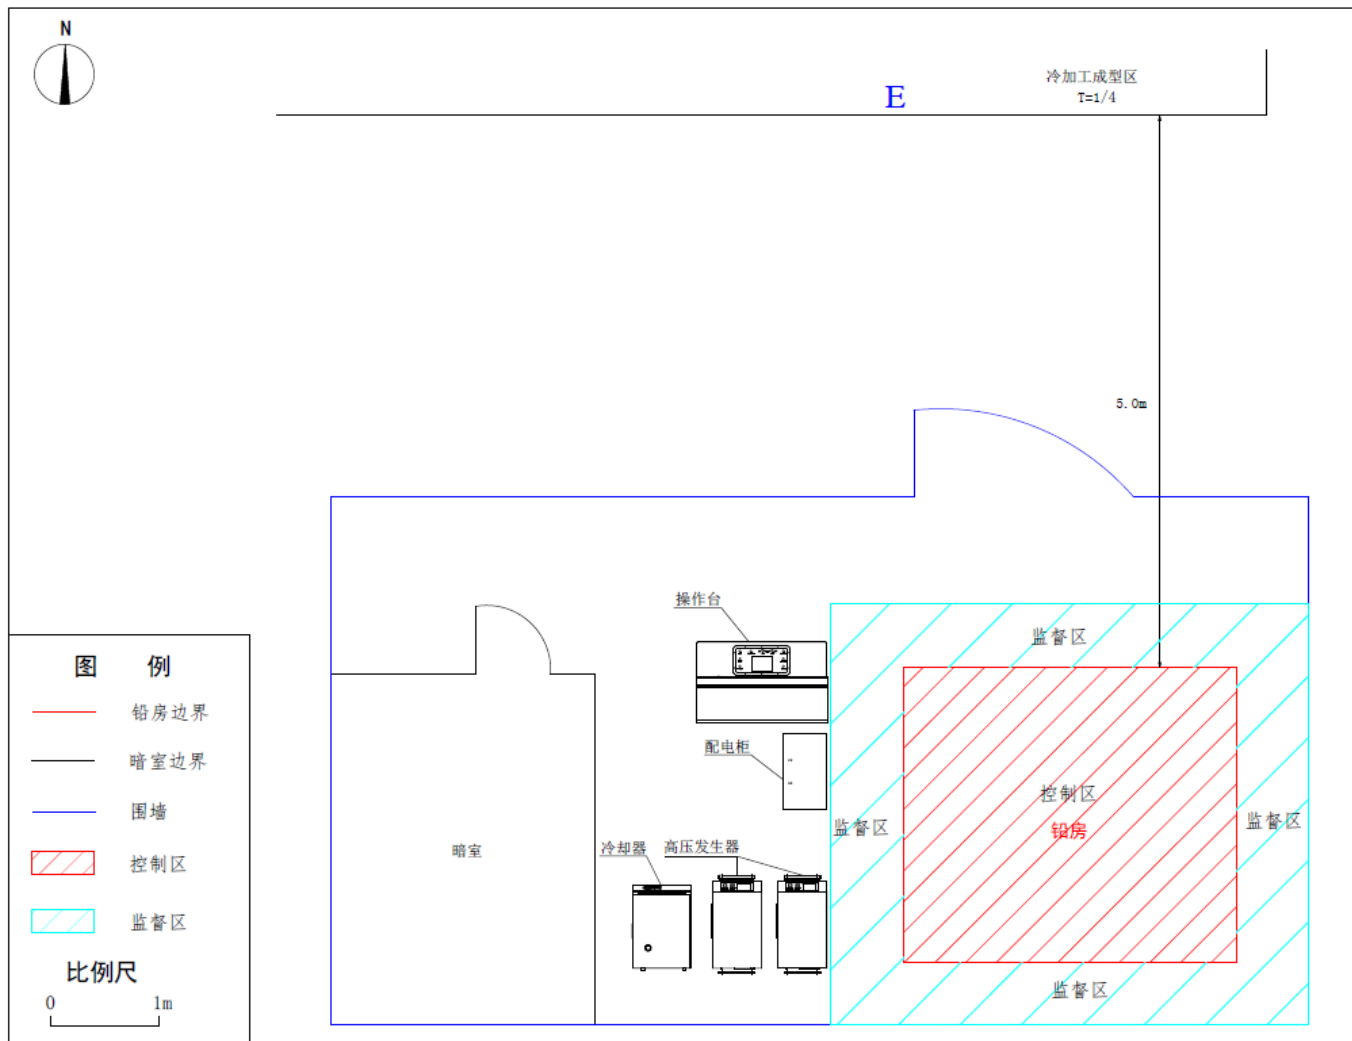 N
冷加工成型区
T=1/4
E
5.0m
操作台
监督区
配电柜
控制区
铅房
监督区
监督区
暗室
冷却器
高压发生器
监督区
图 例
铅房边界
暗室边界
围墙
控制区
监督区
比例尺
0 1m